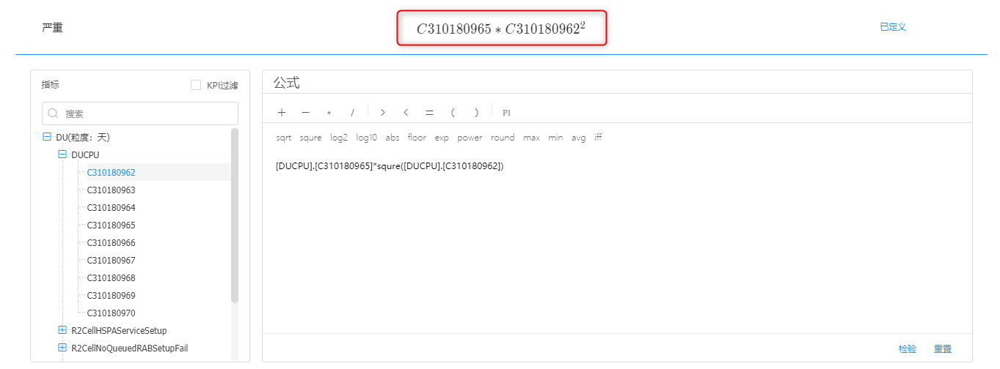 严重
C310180965 * C310180962²
已定义
指标
KPI过滤
搜索
DU(粒度：天)
DUCPU
C310180962
C310180963
C310180964
C310180965
C310180966
C310180967
C310180968
C310180969
C310180970
R2CellHSPAServiceSetup
R2CellNoQueuedRABSetupFail
公式
+ − * / > < = ( ) PI
sqrt squre log2 log10 abs floor exp power round max min avg iff
[DUCPU].[C310180965]*squre([DUCPU].[C310180962])
检验 重置